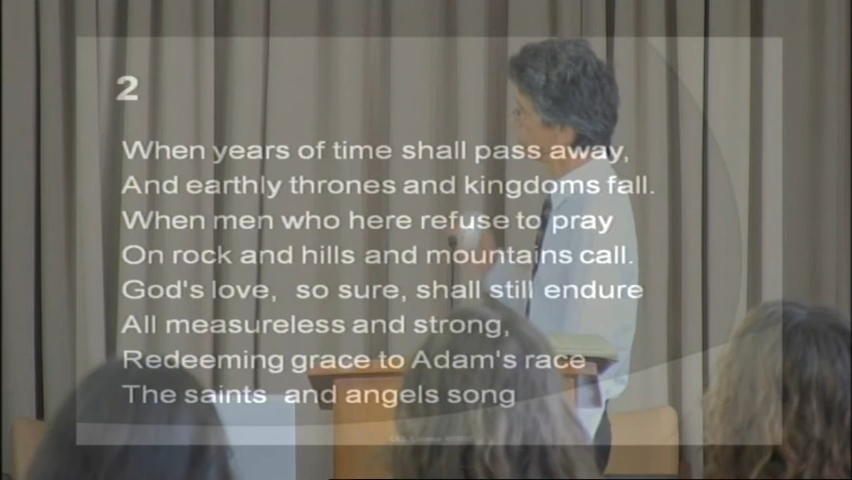 2
When years of time shall pass away,
And earthly thrones and kingdoms fall.
When men who here refuse to pray
On rock and hills and mountains call.
God's love, so sure, shall still endure
All measureless and strong,
Redeeming grace to Adam's race
The saints and angels song